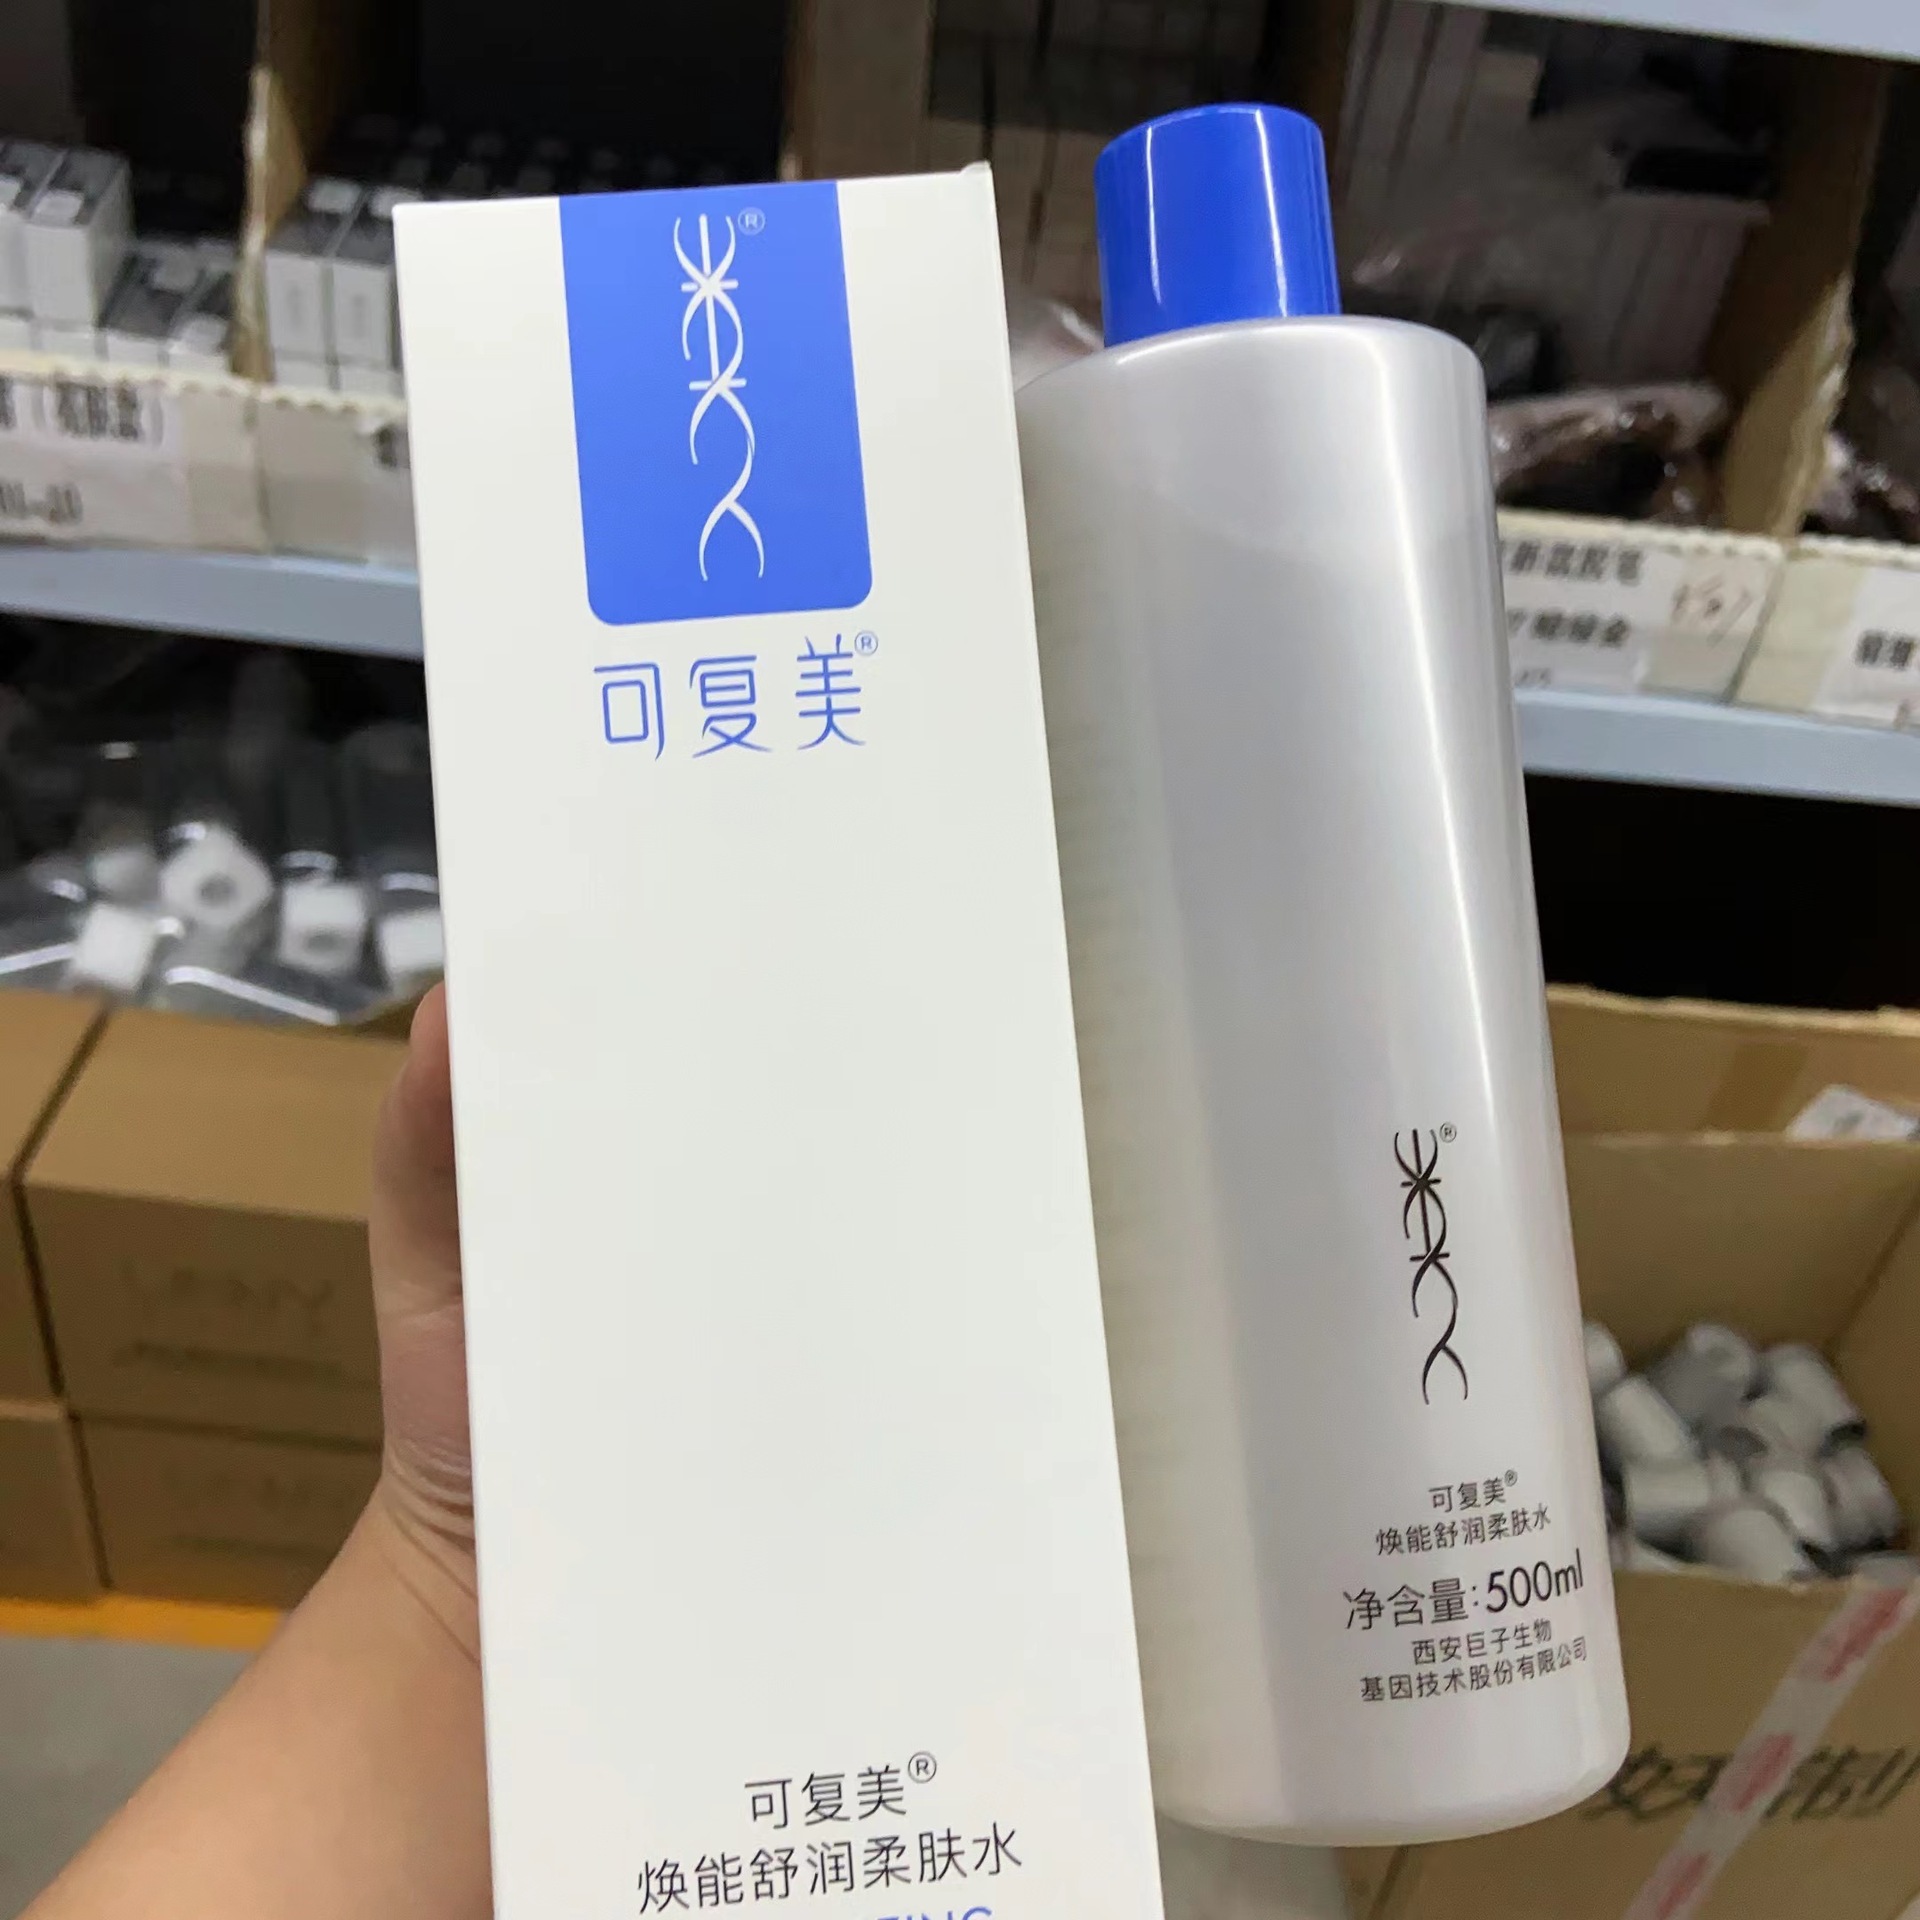 ®
可复美®
可复美®
焕能舒润柔肤水
®
可复美®
焕能舒润柔肤水
净含量:500ml
西安巨子生物
基因技术股份有限公司